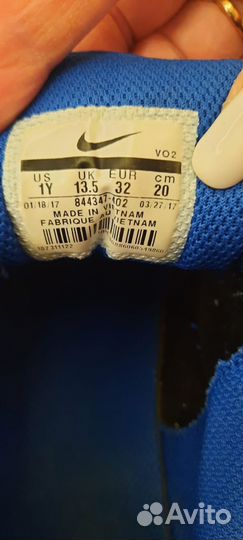 VO2
US UK EUR cm
1Y 13.5 32 20
01/18/17 844347 402 03/27/17
MADE IN VIETNAM
FABRIQUE AU VIETNAM
Avito